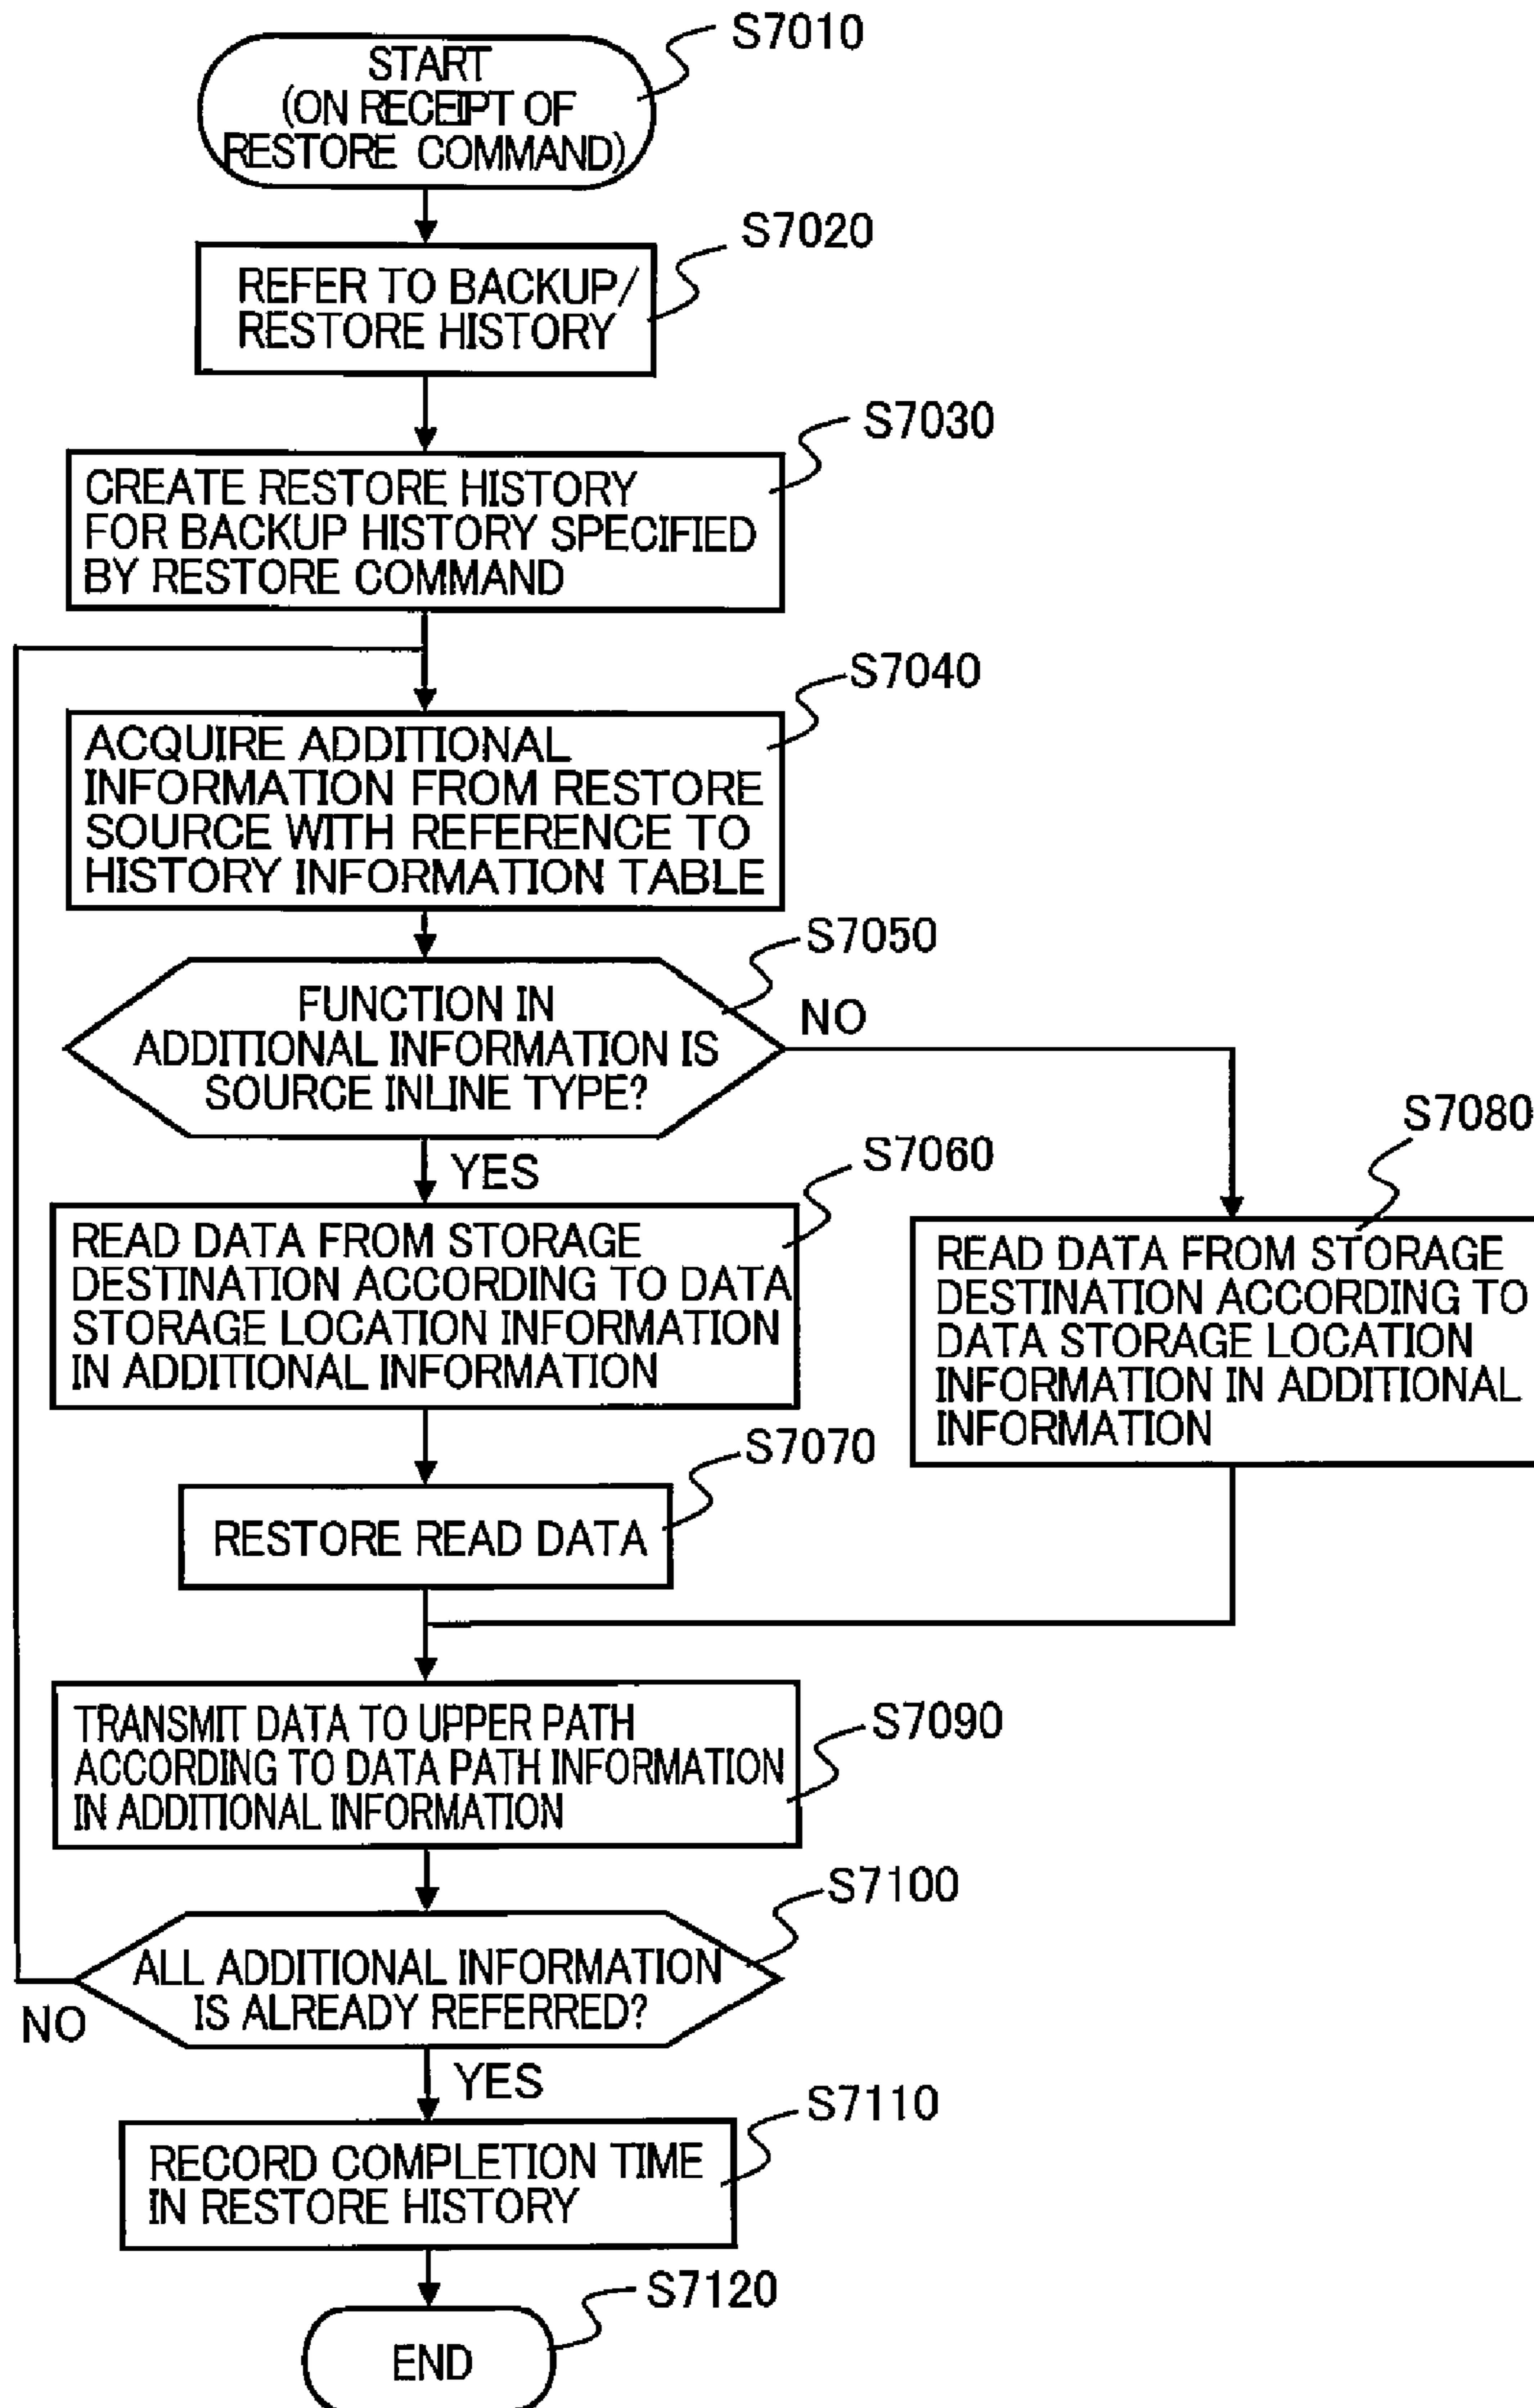 S7010
START
(ON RECEIPT OF
RESTORE COMMAND)
S7020
REFER TO BACKUP/
RESTORE HISTORY
S7030
CREATE RESTORE HISTORY
FOR BACKUP HISTORY SPECIFIED
BY RESTORE COMMAND
S7040
ACQUIRE ADDITIONAL
INFORMATION FROM RESTORE
SOURCE WITH REFERENCE TO
HISTORY INFORMATION TABLE
S7050
FUNCTION IN
ADDITIONAL INFORMATION IS
SOURCE INLINE TYPE?
NO
YES
S7060
READ DATA FROM STORAGE
DESTINATION ACCORDING TO DATA
STORAGE LOCATION INFORMATION
IN ADDITIONAL INFORMATION
S7080
READ DATA FROM STORAGE
DESTINATION ACCORDING TO
DATA STORAGE LOCATION
INFORMATION IN ADDITIONAL
INFORMATION
S7070
RESTORE READ DATA
S7090
TRANSMIT DATA TO UPPER PATH
ACCORDING TO DATA PATH INFORMATION
IN ADDITIONAL INFORMATION
S7100
ALL ADDITIONAL INFORMATION
IS ALREADY REFERRED?
NO
YES
S7110
RECORD COMPLETION TIME
IN RESTORE HISTORY
S7120
END